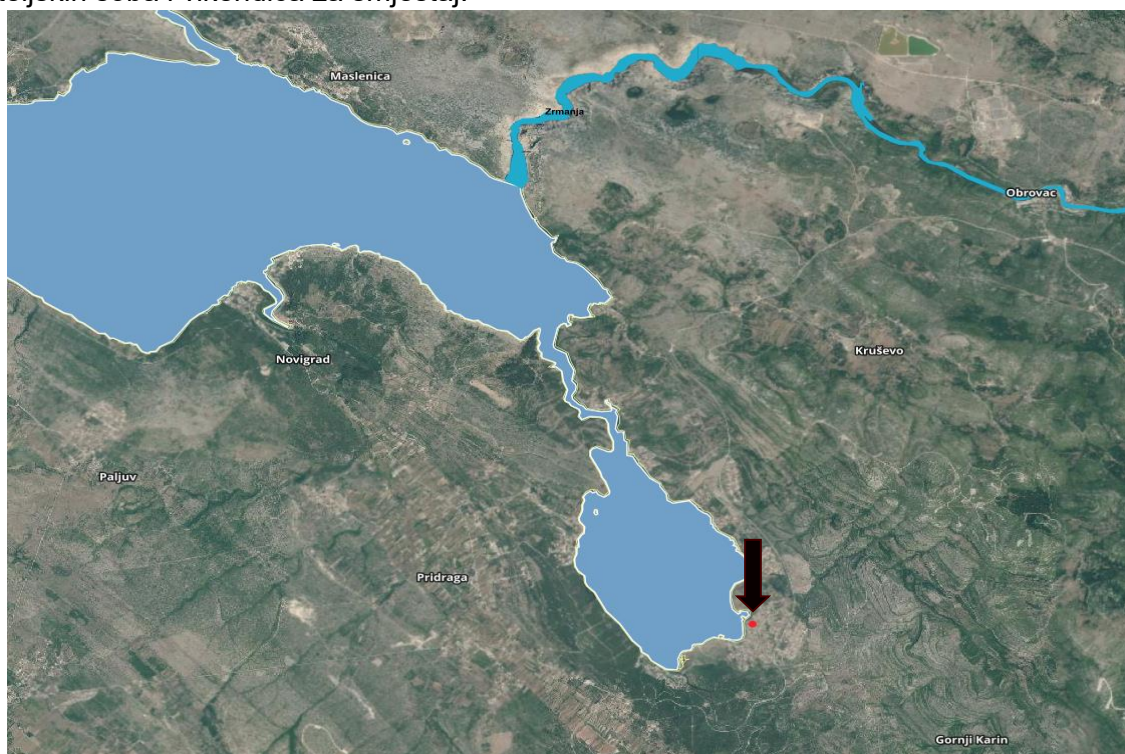 Maslenica
Zrmanja
Obrovac
Novigrad
Kruševo
Paljuv
Pridraga
Gornji Karin